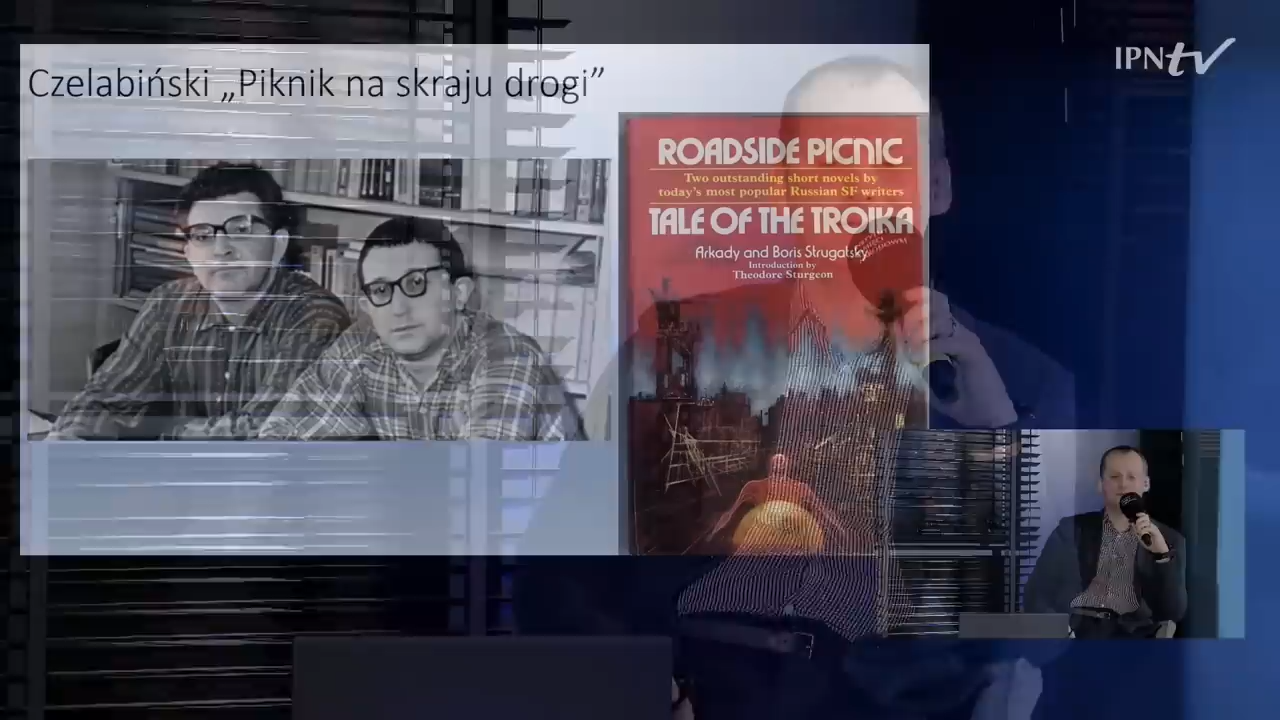 IPNtv
Czelabiński „Piknik na skraju drogi”
ROADSIDE PICNIC
Two outstanding short novels by
today's most popular Russian SF writers
TALE OF THE TROIKA
Arkady and Boris Strugatsky
Introduction by
Theodore Sturgeon